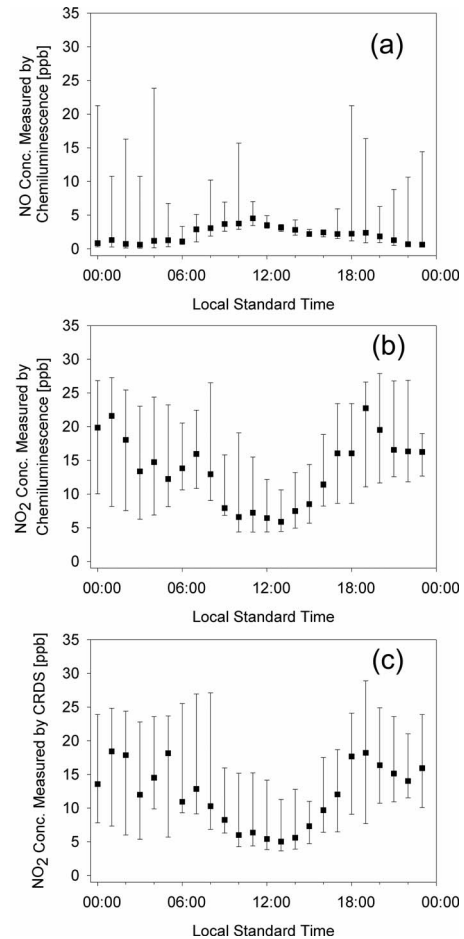 (a)
NO Conc. Measured by
Chemiluminescence [ppb]
35
30
25
20
15
10
5
0
00:00 06:00 12:00 18:00 00:00
Local Standard Time
(b)
NO2 Conc. Measured by
Chemiluminescence [ppb]
35
30
25
20
15
10
5
0
00:00 06:00 12:00 18:00 00:00
Local Standard Time
(c)
NO2 Conc. Measured by CRDS [ppb]
35
30
25
20
15
10
5
0
00:00 06:00 12:00 18:00 00:00
Local Standard Time